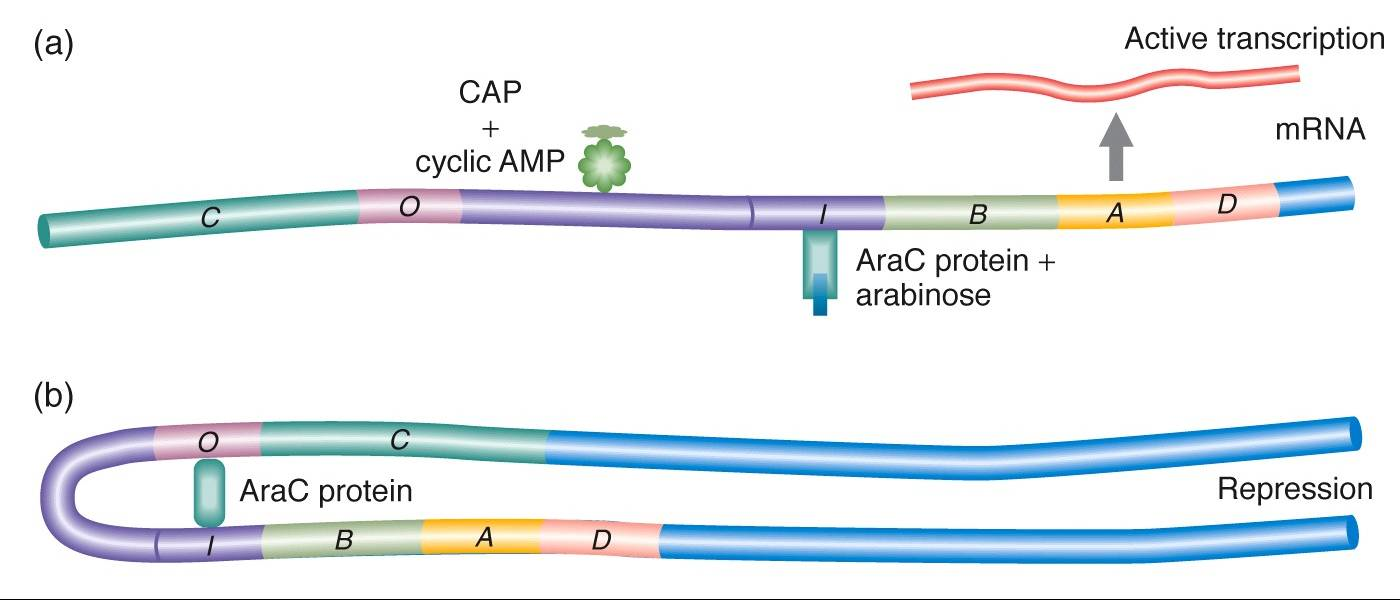 (a)
Active transcription
CAP
+
cyclic AMP
mRNA
C
O
I
B
A
D
AraC protein +
arabinose
(b)
O
C
AraC protein
Repression
I
B
A
D